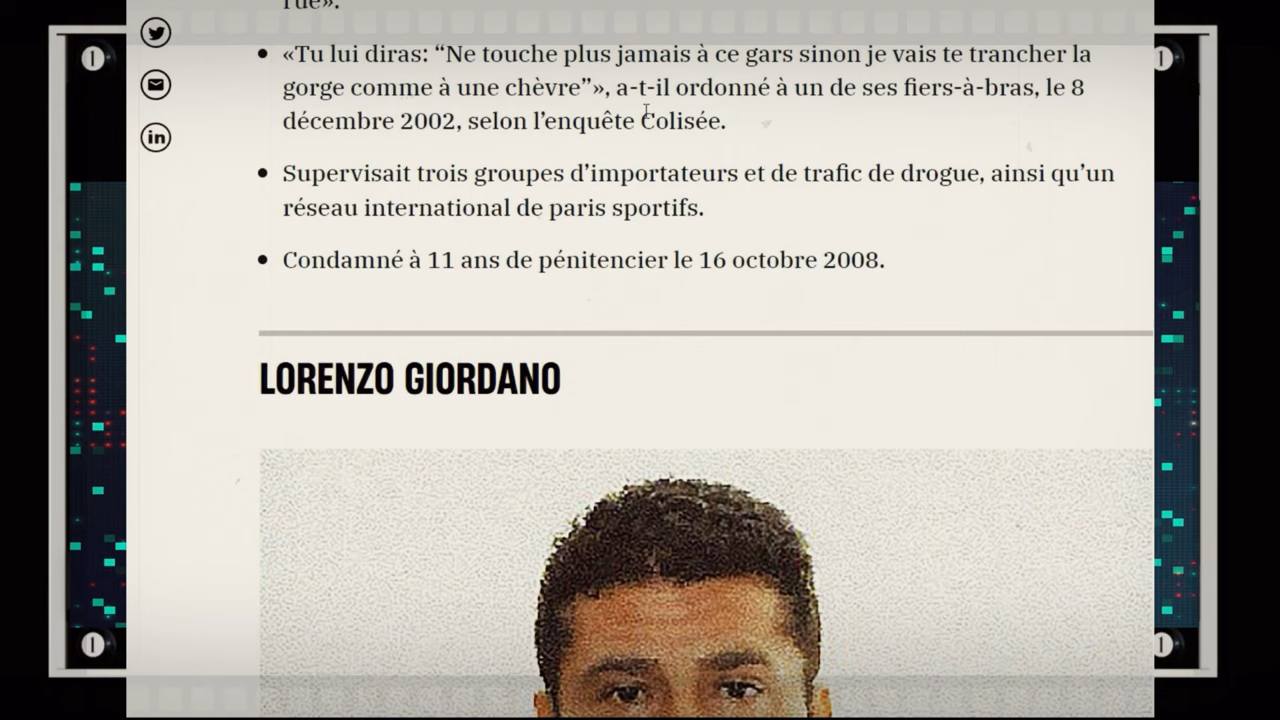 rue».
«Tu lui diras: “Ne touche plus jamais à ce gars sinon je vais te trancher la
gorge comme à une chèvre”», a-t-il ordonné à un de ses fiers-à-bras, le 8
décembre 2002, selon l’enquête Colisée.
in
Supervisait trois groupes d’importateurs et de trafic de drogue, ainsi qu’un
réseau international de paris sportifs.
Condamné à 11 ans de pénitencier le 16 octobre 2008.
LORENZO GIORDANO